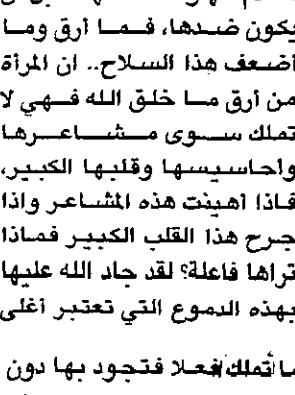 يكون ضدها، فما أرق وما
أضعف هذا السلاح.. ان المرأة
من أرق ما خلق الله فهي لا
تملك سوى مشاعرها
وأحاسيسها وقلبها الكبير،
فاذا أهينت هذه المشاعر واذا
جرح هذا القلب الكبير فماذا
تراها فاعلة؟ لقد جاد الله عليها
بهذه الدموع التي تعتبر أغلى
ما تملك فعلا فتجود بها دون